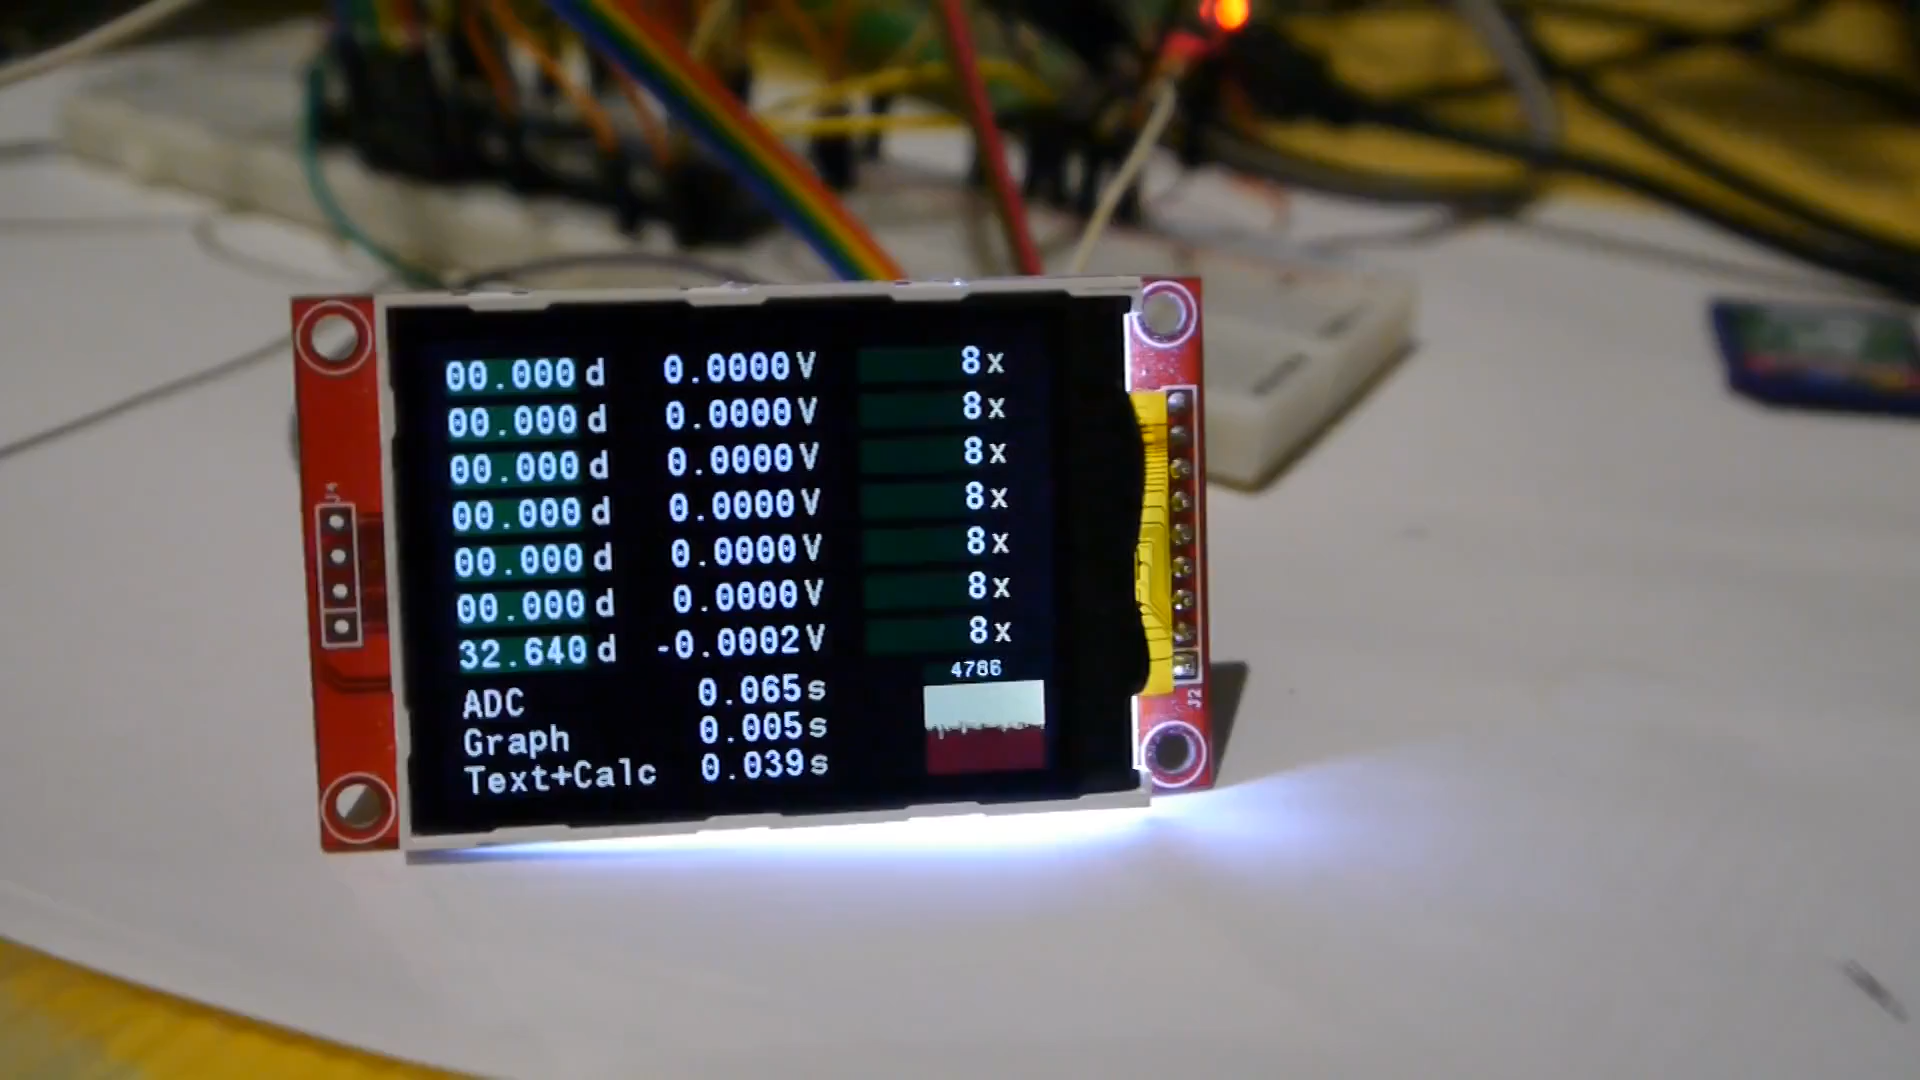 00.000 d 0.0000 V 8 x
00.000 d 0.0000 V 8 x
00.000 d 0.0000 V 8 x
00.000 d 0.0000 V 8 x
00.000 d 0.0000 V 8 x
00.000 d 0.0000 V 8 x
32.640 d -0.0002 V 8 x
4786
ADC 0.065 s
Graph 0.005 s
Text+Calc 0.039 s
J4
J2